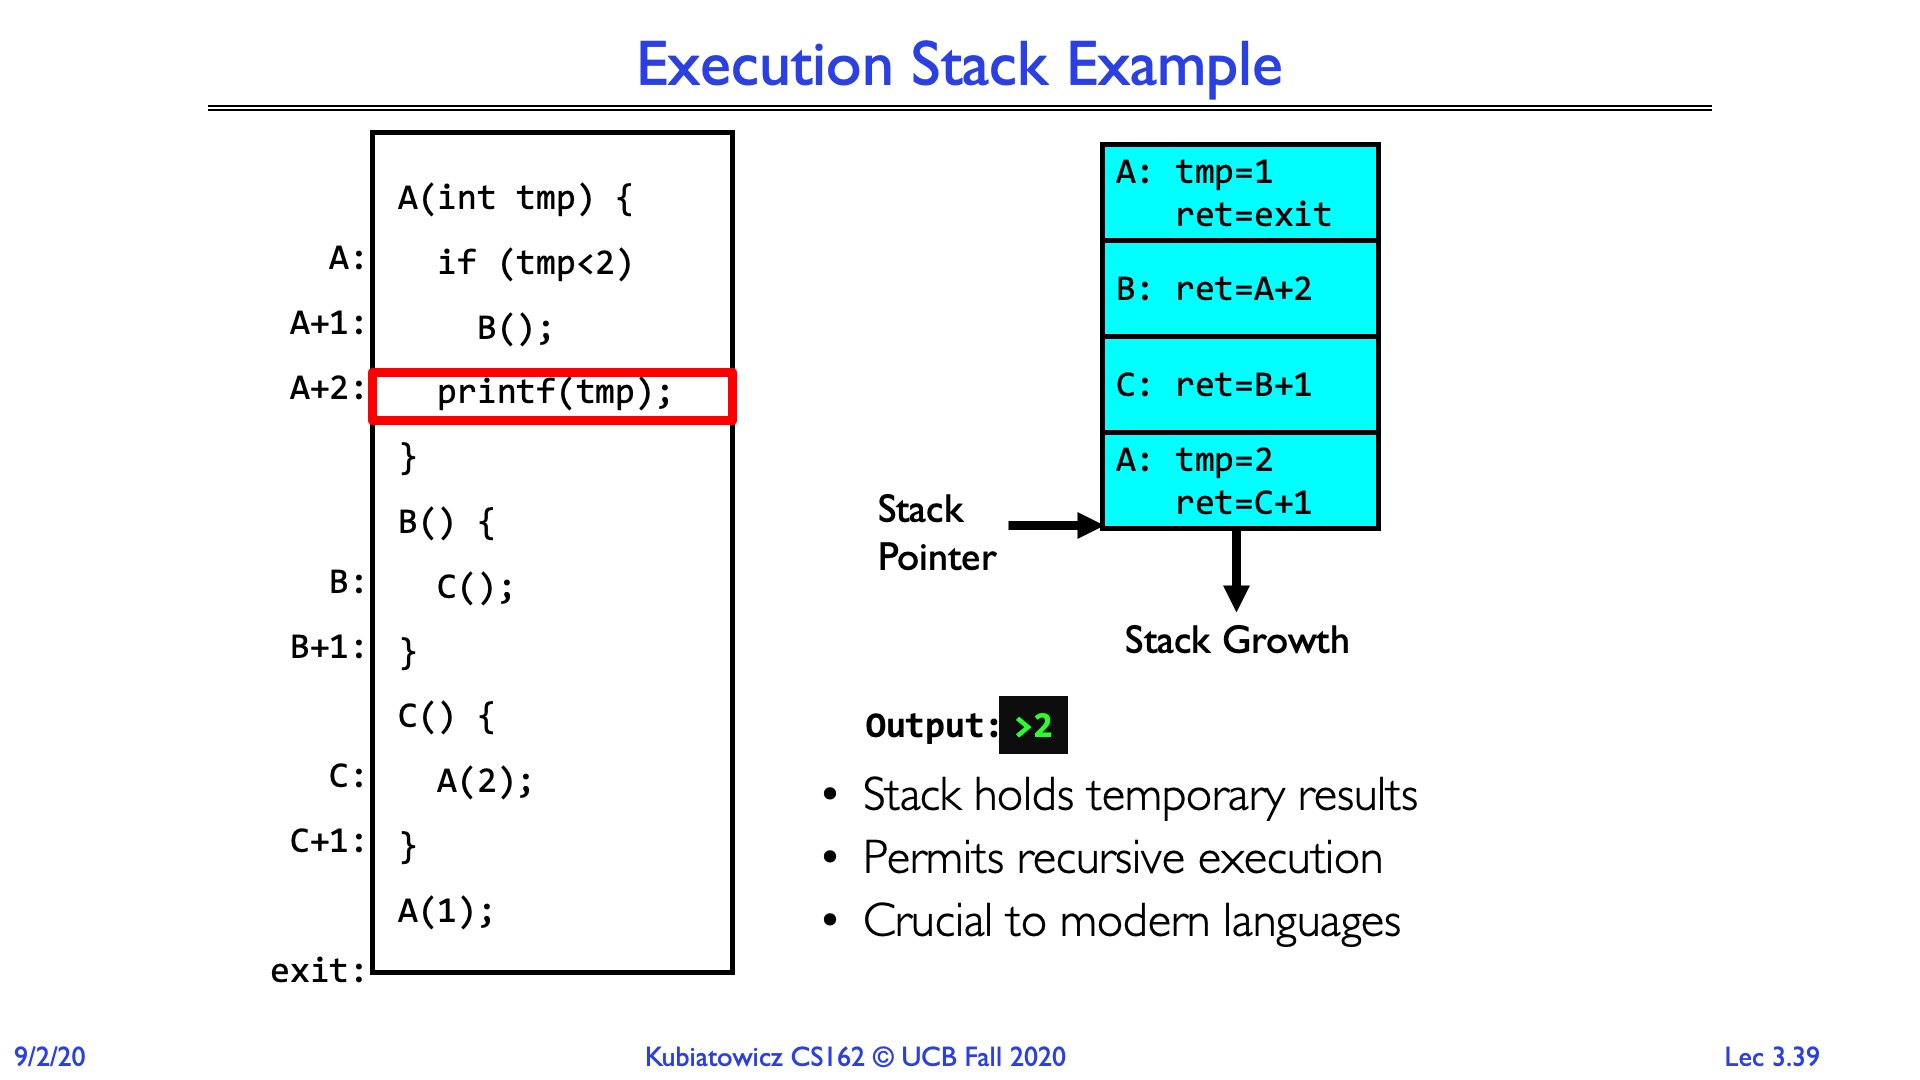 Execution Stack Example
A(int tmp) {
A: if (tmp<2)
A+1: B();
A+2: printf(tmp);
}
B() {
B: C();
B+1: }
C() {
C: A(2);
C+1: }
A(1);
exit:
A: tmp=1
ret=exit
B: ret=A+2
C: ret=B+1
A: tmp=2
ret=C+1
Stack
Pointer
Stack Growth
Output: >2
• Stack holds temporary results
• Permits recursive execution
• Crucial to modern languages
9/2/20
Kubiatowicz CS162 © UCB Fall 2020
Lec 3.39